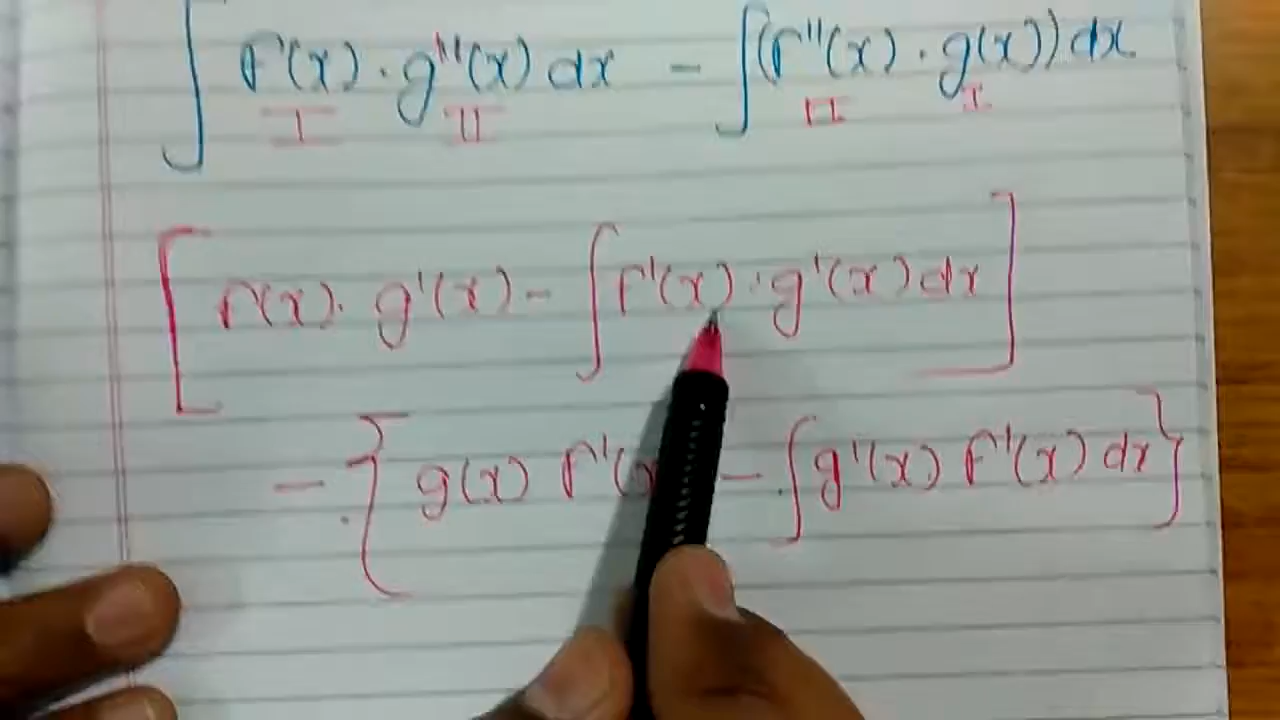 ∫ f(x) · g''(x) dx - ∫(f''(x) · g(x)) dx
I II II I
[f(x) · g'(x) - ∫ f'(x) · g'(x) dx]
- {g(x) f'(x - ∫ g'(x) f'(x) dx}